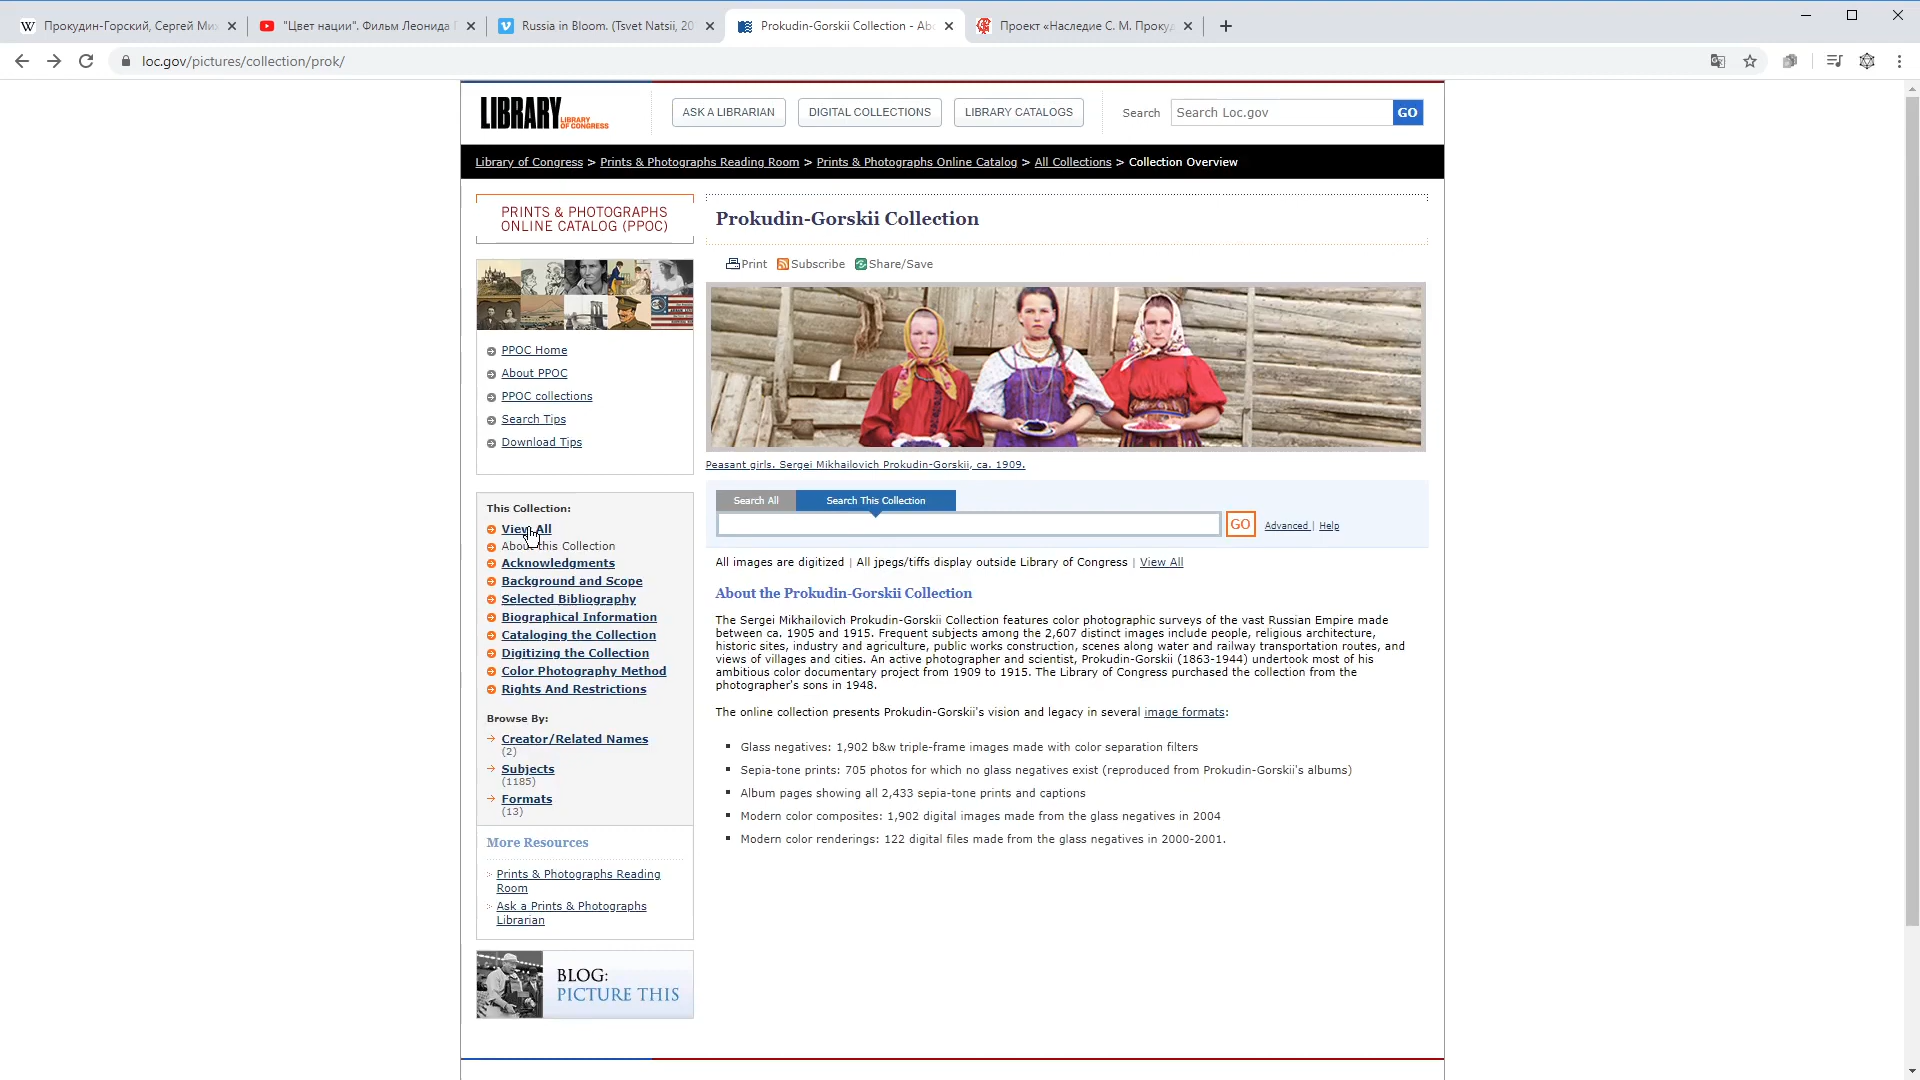 Прокудин-Горский, Сергей Ми
"Цвет нации". Фильм Леонида
Russia in Bloom. (Tsvet Natsii, 20
Prokudin-Gorskii Collection - Abo
Проект «Наследие С. М. Прокуд
loc.gov/pictures/collection/prok/
LIBRARY LIBRARY OF CONGRESS
ASK A LIBRARIAN
DIGITAL COLLECTIONS
LIBRARY CATALOGS
Search
Search Loc.gov
GO
Library of Congress > Prints & Photographs Reading Room > Prints & Photographs Online Catalog > All Collections > Collection Overview
PRINTS & PHOTOGRAPHS
ONLINE CATALOG (PPOC)
PPOC Home
About PPOC
PPOC collections
Search Tips
Download Tips
This Collection:
View All
About this Collection
Acknowledgments
Background and Scope
Selected Bibliography
Biographical Information
Cataloging the Collection
Digitizing the Collection
Color Photography Method
Rights And Restrictions
Browse By:
Creator/Related Names
(2)
Subjects
(1185)
Formats
(13)
More Resources
Prints & Photographs Reading
Room
Ask a Prints & Photographs
Librarian
BLOG:
PICTURE THIS
Prokudin-Gorskii Collection
Print Subscribe Share/Save
Peasant girls. Sergei Mikhailovich Prokudin-Gorskii, ca. 1909.
Search All
Search This Collection
GO Advanced | Help
All images are digitized | All jpegs/tiffs display outside Library of Congress | View All
About the Prokudin-Gorskii Collection
The Sergei Mikhailovich Prokudin-Gorskii Collection features color photographic surveys of the vast Russian Empire made
between ca. 1905 and 1915. Frequent subjects among the 2,607 distinct images include people, religious architecture,
historic sites, industry and agriculture, public works construction, scenes along water and railway transportation routes, and
views of villages and cities. An active photographer and scientist, Prokudin-Gorskii (1863-1944) undertook most of his
ambitious color documentary project from 1909 to 1915. The Library of Congress purchased the collection from the
photographer's sons in 1948.
The online collection presents Prokudin-Gorskii's vision and legacy in several image formats:
Glass negatives: 1,902 b&w triple-frame images made with color separation filters
Sepia-tone prints: 705 photos for which no glass negatives exist (reproduced from Prokudin-Gorskii's albums)
Album pages showing all 2,433 sepia-tone prints and captions
Modern color composites: 1,902 digital images made from the glass negatives in 2004
Modern color renderings: 122 digital files made from the glass negatives in 2000-2001.